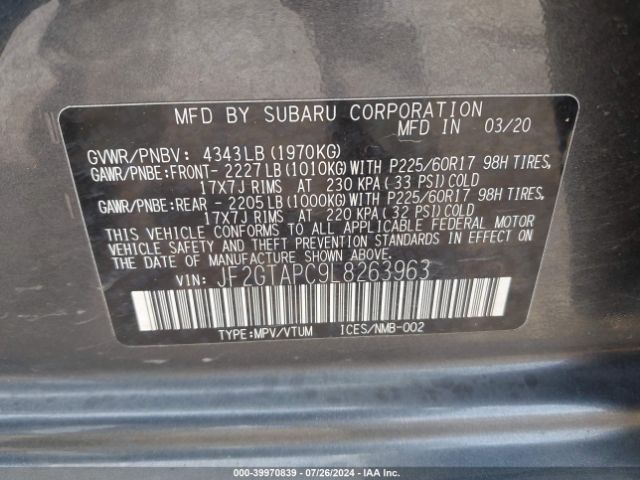 MFD BY SUBARU CORPORATION
MFD IN 03/20
GVWR/PNBV: 4343LB (1970KG)
GAWR/PNBE:FRONT- 2227LB (1010KG) WITH P225/60R17 98H TIRES,
17X7J RIMS AT 230 KPA (33 PSI) COLD
GAWR/PNBE:REAR - 2205LB (1000KG) WITH P225/60R17 98H TIRES,
17X7J RIMS AT 220 KPA (32 PSI) COLD
THIS VEHICLE CONFORMS TO ALL APPLICABLE FEDERAL MOTOR
VEHICLE SAFETY AND THEFT PREVENTION STANDARDS IN EFFECT ON
THE DATE OF MANUFACTURE SHOWN ABOVE.
VIN: JF2GTAPC9L8263963
TYPE:MPV/VTUM ICES/NMB-002
000-39970839 - 07/26/2024 - IAA Inc.